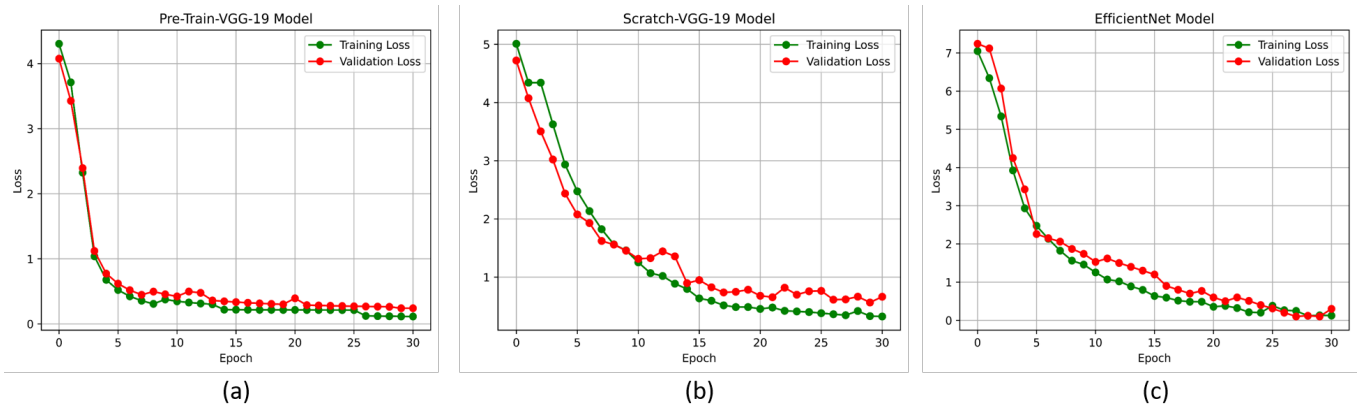 Pre-Train-VGG-19 Model
Training Loss
Validation Loss
4
3
2
1
0
Loss
0 5 10 15 20 25 30
Epoch
(a)
Scratch-VGG-19 Model
Training Loss
Validation Loss
5
4
3
2
1
Loss
0 5 10 15 20 25 30
Epoch
(b)
EfficientNet Model
Training Loss
Validation Loss
7
6
5
4
3
2
1
0
Loss
0 5 10 15 20 25 30
Epoch
(c)